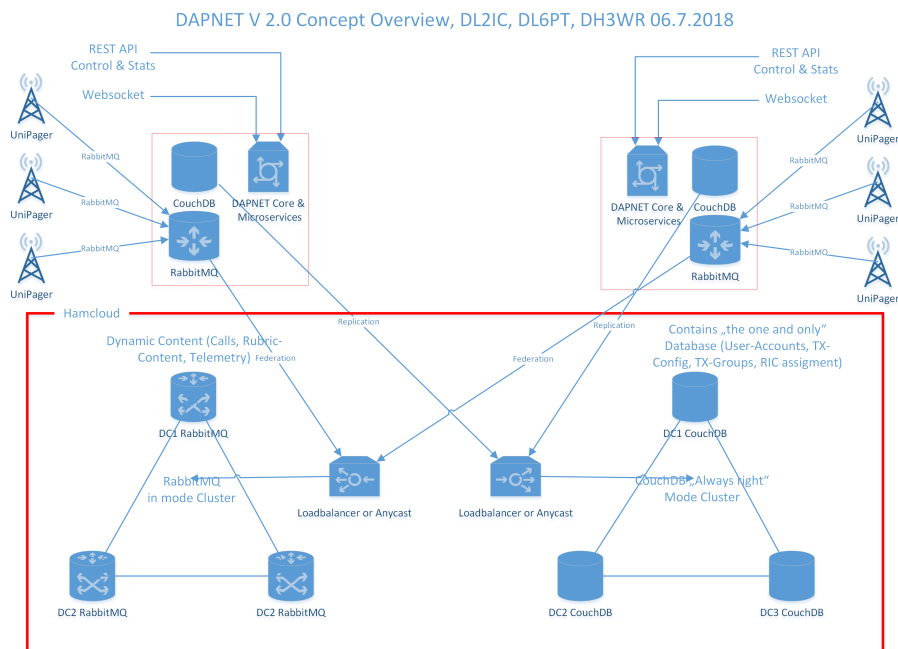 DAPNET V 2.0 Concept Overview, DL2IC, DL6PT, DH3WR 06.7.2018
REST API
Control & Stats
Websocket
REST API
Control & Stats
Websocket
UniPager
UniPager
UniPager
RabbitMQ
RabbitMQ
RabbitMQ
CouchDB
DAPNET Core &
Microservices
RabbitMQ
DAPNET Core &
Microservices
CouchDB
RabbitMQ
RabbitMQ
RabbitMQ
RabbitMQ
UniPager
UniPager
UniPager
Hamcloud
Replication
Replication
Federation
Federation
Dynamic Content (Calls, Rubric-
Content, Telemetry)
Contains „the one and only“
Database (User-Accounts, TX-
Config, TX-Groups, RIC assigment)
DC1 RabbitMQ
DC1 CouchDB
RabbitMQ
in mode Cluster
Loadbalancer or Anycast
Loadbalancer or Anycast
CouchDB „Always right“
Mode Cluster
DC2 RabbitMQ
DC2 RabbitMQ
DC2 CouchDB
DC3 CouchDB